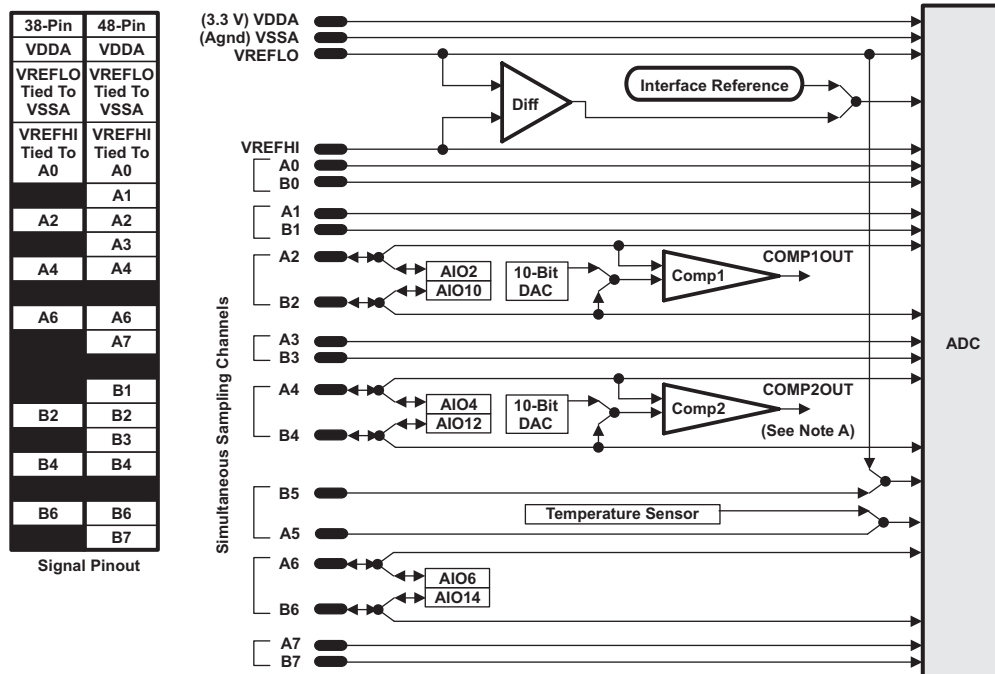 38-Pin 48-Pin
VDDA VDDA
VREFLO VREFLO
Tied To Tied To
VSSA VSSA
VREFHI VREFHI
Tied To Tied To
A0 A0
A1
A2 A2
A3
A4 A4
A6 A6
A7
B1
B2 B2
B3
B4 B4
B6 B6
B7
Signal Pinout
Simultaneous Sampling Channels
(3.3 V) VDDA
(Agnd) VSSA
VREFLO
Interface Reference
Diff
VREFHI
A0
B0
A1
B1
A2
AIO2
AIO10
10-Bit
DAC
Comp1
COMP1OUT
B2
A3
B3
ADC
A4
AIO4
AIO12
10-Bit
DAC
Comp2
COMP2OUT
(See Note A)
B4
B5
Temperature Sensor
A5
A6
AIO6
AIO14
B6
A7
B7